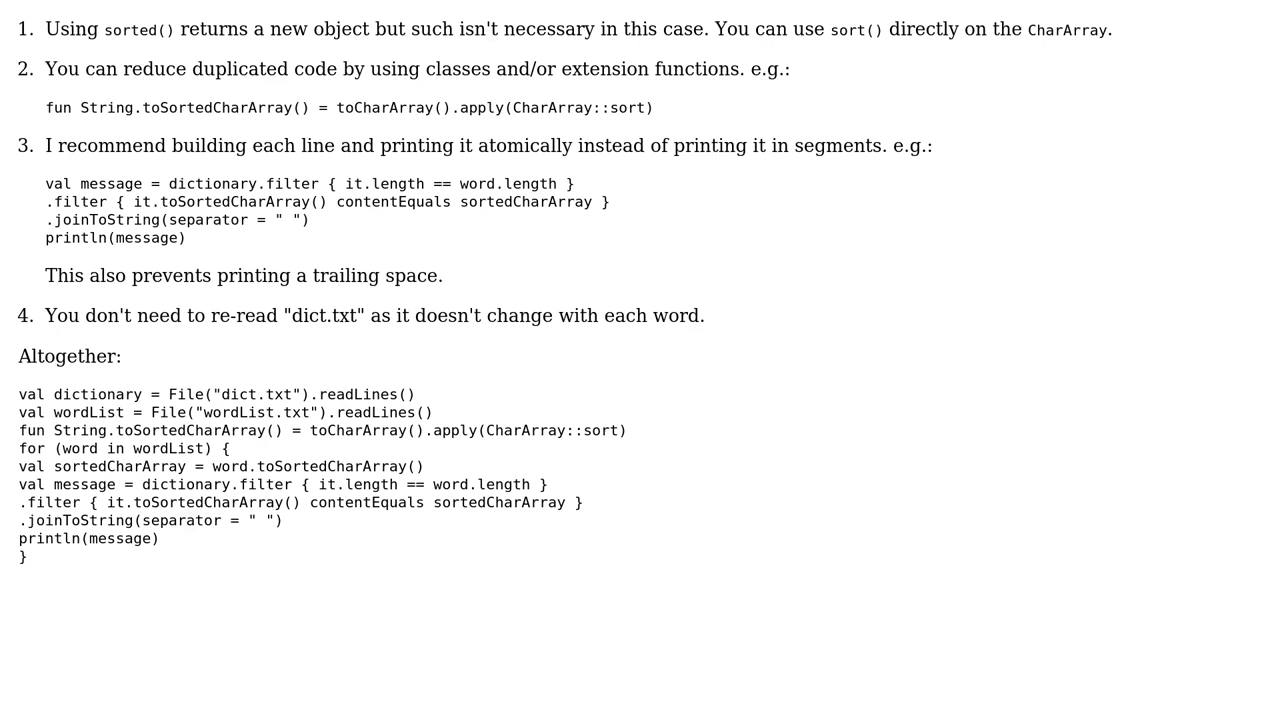 1. Using sorted() returns a new object but such isn't necessary in this case. You can use sort() directly on the CharArray.
2. You can reduce duplicated code by using classes and/or extension functions. e.g.:
fun String.toSortedCharArray() = toCharArray().apply(CharArray::sort)
3. I recommend building each line and printing it atomically instead of printing it in segments. e.g.:
val message = dictionary.filter { it.length == word.length }
.filter { it.toSortedCharArray() contentEquals sortedCharArray }
.joinToString(separator = " ")
println(message)
This also prevents printing a trailing space.
4. You don't need to re-read "dict.txt" as it doesn't change with each word.
Altogether:
val dictionary = File("dict.txt").readLines()
val wordList = File("wordList.txt").readLines()
fun String.toSortedCharArray() = toCharArray().apply(CharArray::sort)
for (word in wordList) {
val sortedCharArray = word.toSortedCharArray()
val message = dictionary.filter { it.length == word.length }
.filter { it.toSortedCharArray() contentEquals sortedCharArray }
.joinToString(separator = " ")
println(message)
}